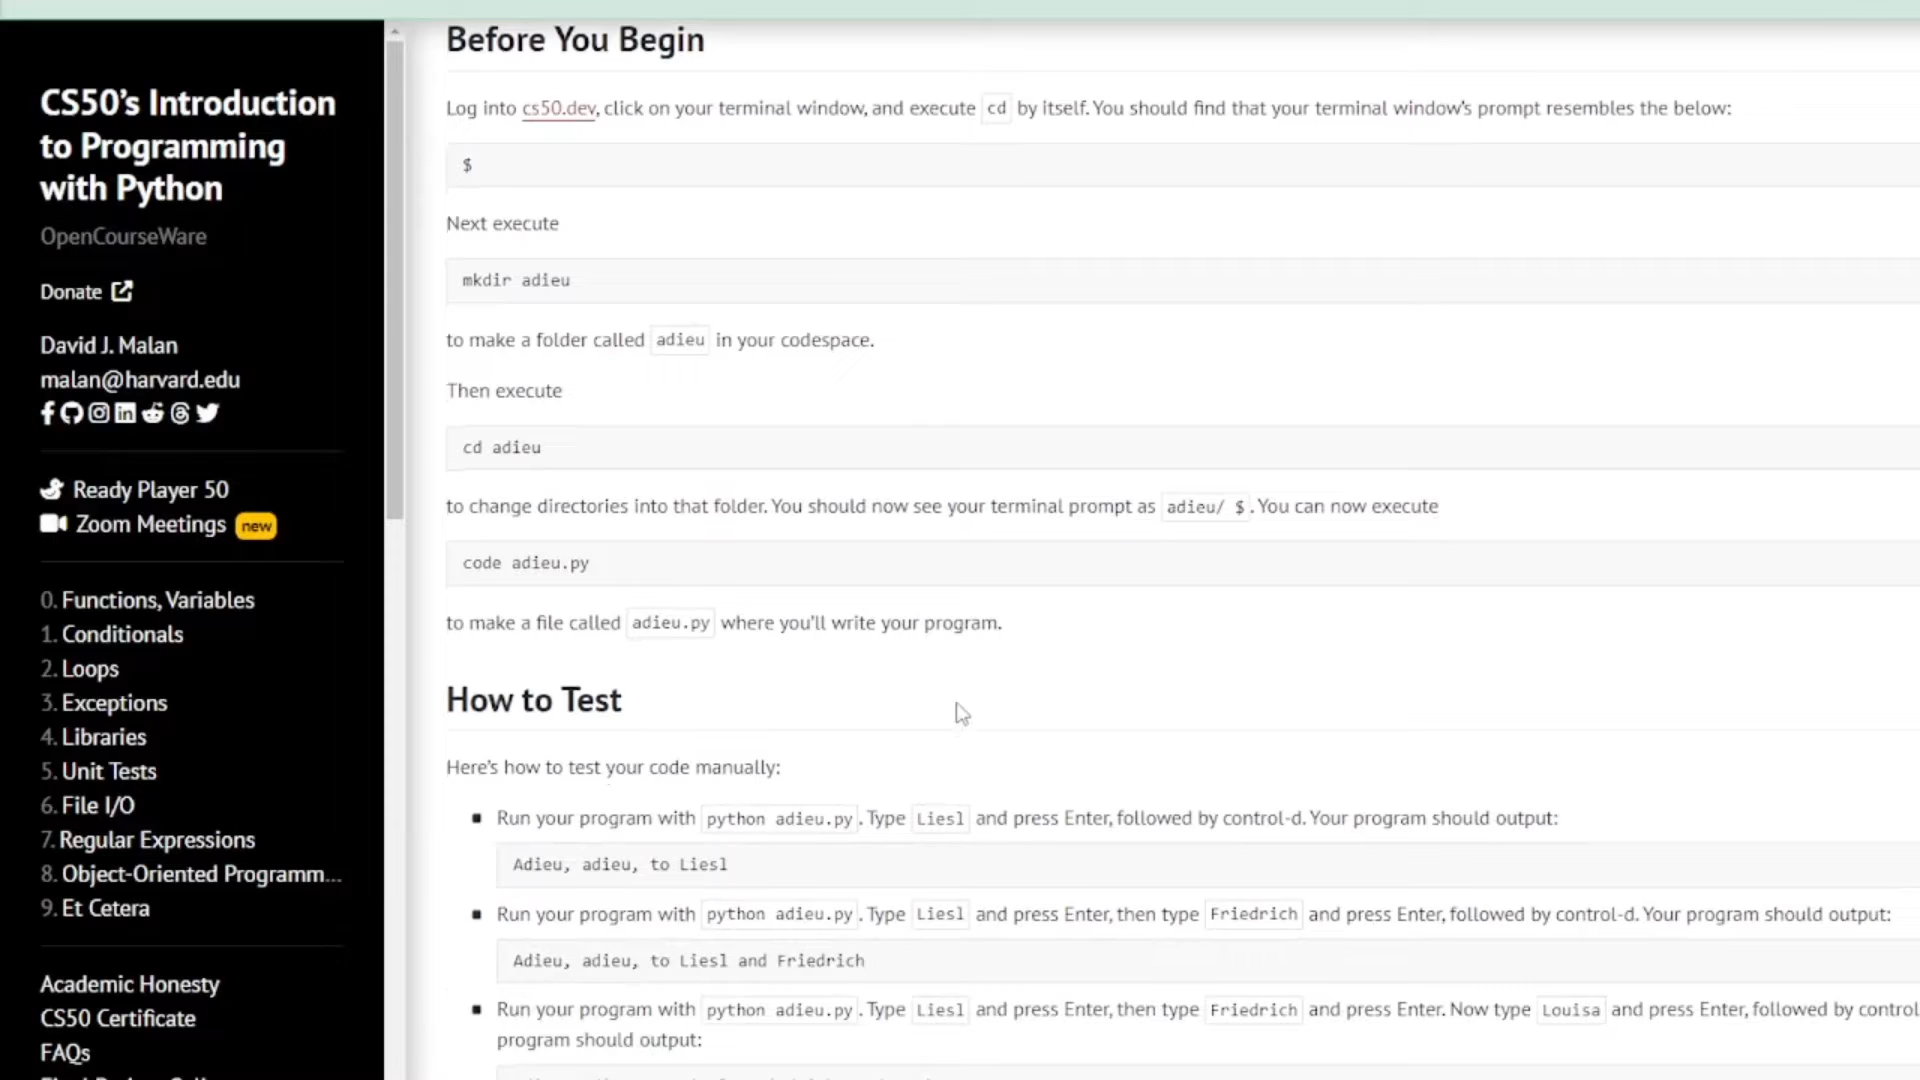 CS50's Introduction
to Programming
with Python
OpenCourseWare
Donate
David J. Malan
malan@harvard.edu
Ready Player 50
Zoom Meetings new
0. Functions, Variables
1. Conditionals
2. Loops
3. Exceptions
4. Libraries
5. Unit Tests
6. File I/O
7. Regular Expressions
8. Object-Oriented Programm...
9. Et Cetera
Academic Honesty
CS50 Certificate
FAQs
Before You Begin
Log into cs50.dev, click on your terminal window, and execute cd by itself. You should find that your terminal window's prompt resembles the below:
$
Next execute
mkdir adieu
to make a folder called adieu in your codespace.
Then execute
cd adieu
to change directories into that folder. You should now see your terminal prompt as adieu/ $. You can now execute
code adieu.py
to make a file called adieu.py where you'll write your program.
How to Test
Here's how to test your code manually:
Run your program with python adieu.py. Type Liesl and press Enter, followed by control-d. Your program should output:
Adieu, adieu, to Liesl
Run your program with python adieu.py. Type Liesl and press Enter, then type Friedrich and press Enter, followed by control-d. Your program should output:
Adieu, adieu, to Liesl and Friedrich
Run your program with python adieu.py. Type Liesl and press Enter, then type Friedrich and press Enter. Now type Louisa and press Enter, followed by control
program should output: